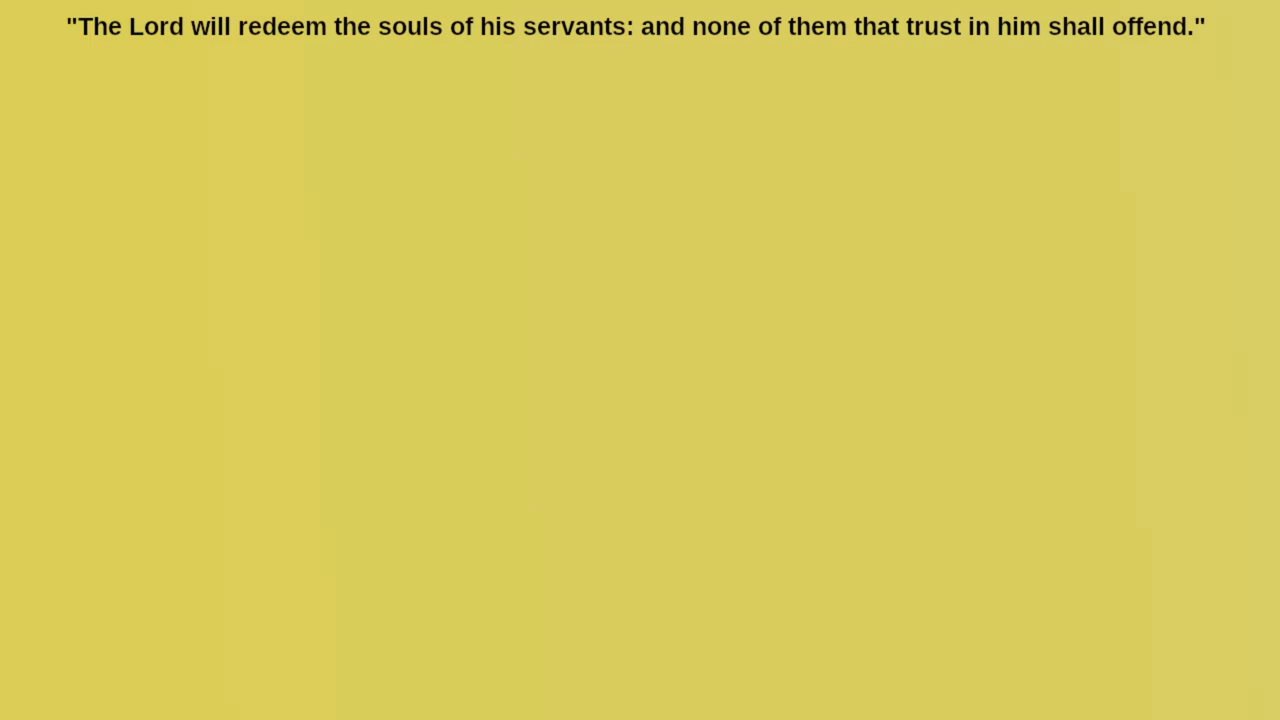 "The Lord will redeem the souls of his servants: and none of them that trust in him shall offend."